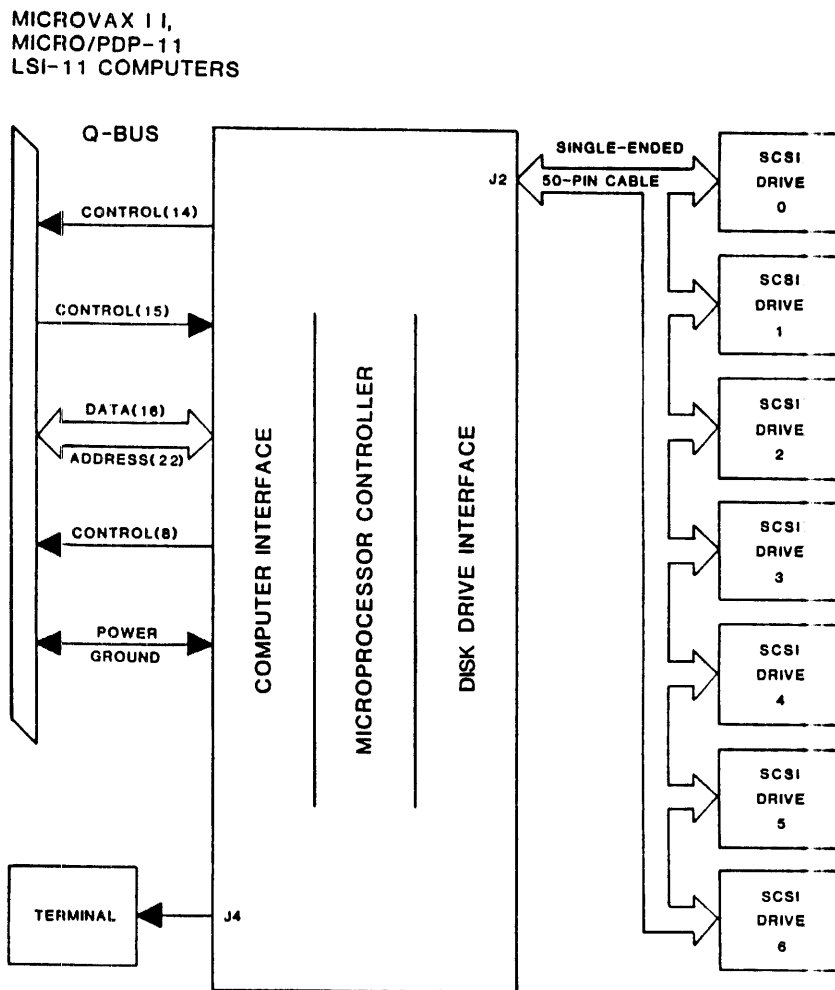 MICROVAX II,
MICRO/PDP-11
LSI-11 COMPUTERS
Q-BUS
CONTROL(14)
CONTROL(15)
DATA(16)
ADDRESS(22)
CONTROL(8)
POWER
GROUND
TERMINAL
J4
COMPUTER INTERFACE
MICROPROCESSOR CONTROLLER
DISK DRIVE INTERFACE
J2
SINGLE-ENDED
50-PIN CABLE
SCSI
DRIVE
0
SCSI
DRIVE
1
SCSI
DRIVE
2
SCSI
DRIVE
3
SCSI
DRIVE
4
SCSI
DRIVE
5
SCSI
DRIVE
6